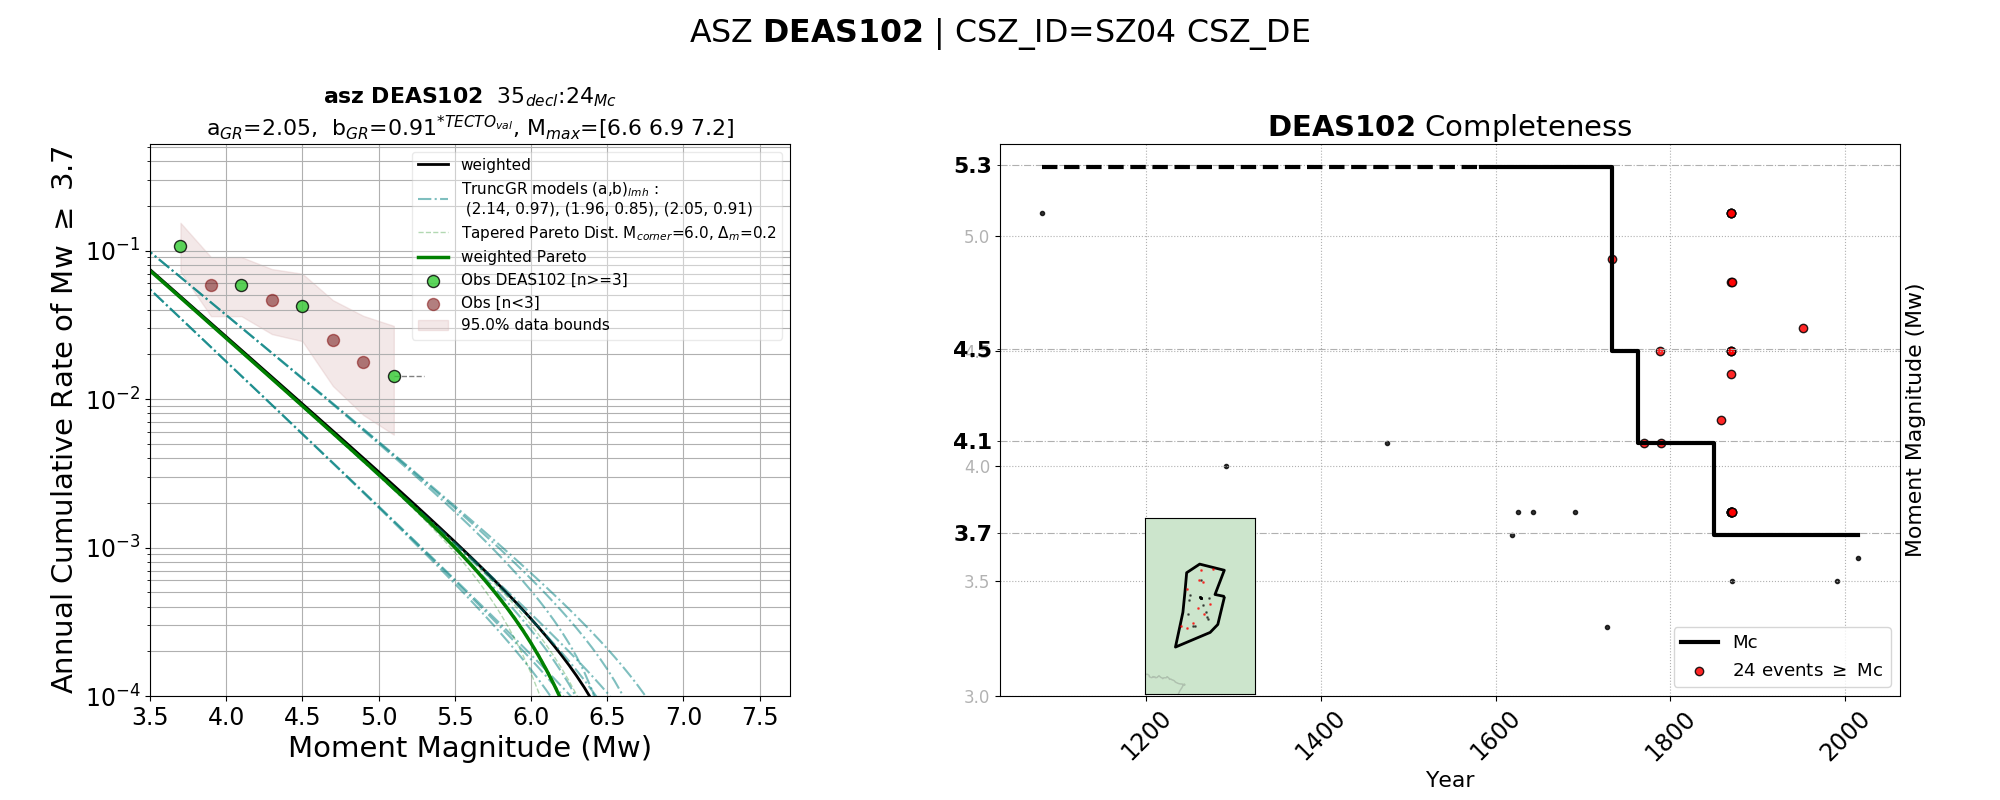 ASZ DEAS102 | CSZ_ID=SZ04 CSZ_DE
asz DEAS102 35decl:24Mc
aGR=2.05, bGR=0.91*TECTOval, Mmax=[6.6 6.9 7.2]
Annual Cumulative Rate of Mw ≥ 3.7
10−1
10−2
10−3
10−4
weighted
TruncGR models (a,b)lmh :
(2.14, 0.97), (1.96, 0.85), (2.05, 0.91)
Tapered Pareto Dist. Mcorner=6.0, Δm=0.2
weighted Pareto
Obs DEAS102 [n>=3]
Obs [n<3]
95.0% data bounds
3.5 4.0 4.5 5.0 5.5 6.0 6.5 7.0 7.5
Moment Magnitude (Mw)
DEAS102 Completeness
5.3
5.0
4.5
4.1
4.0
3.7
3.5
3.0
Mc
24 events ≥ Mc
1200 1400 1600 1800 2000
Year
Moment Magnitude (Mw)